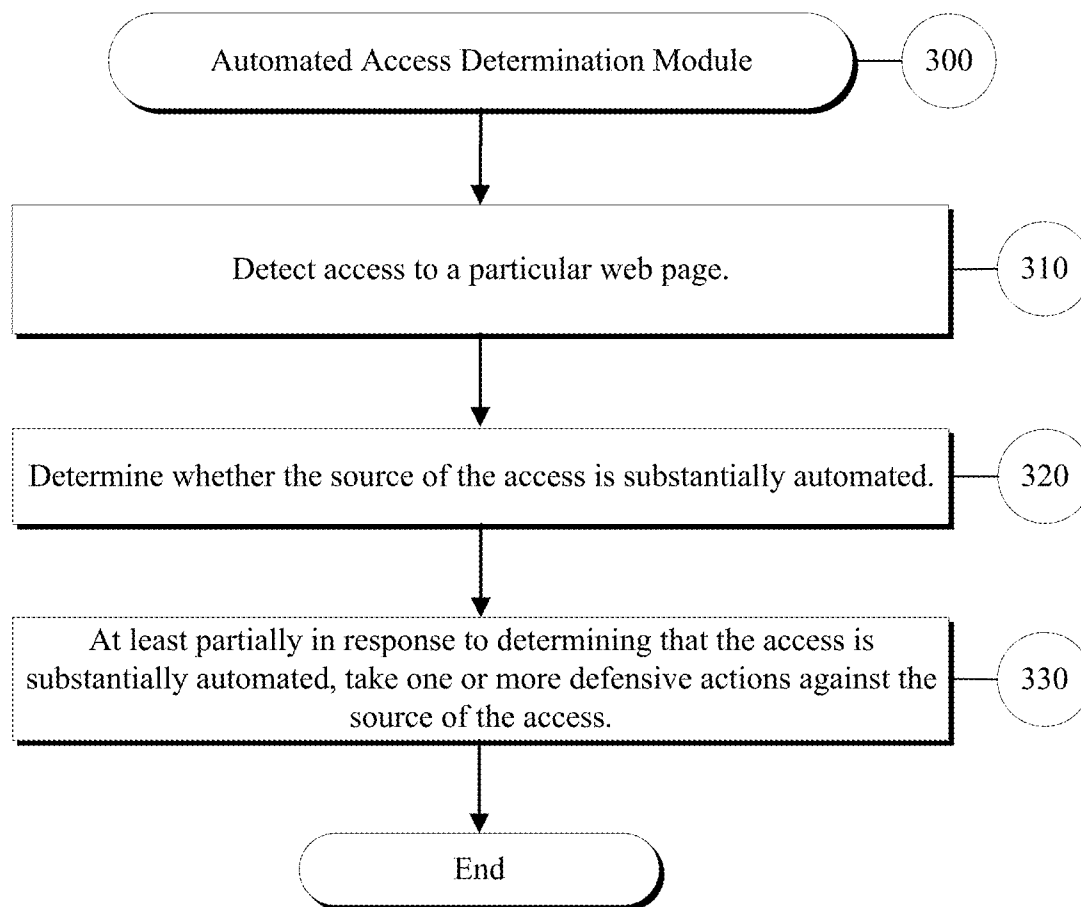 Automated Access Determination Module
300
Detect access to a particular web page.
310
Determine whether the source of the access is substantially automated.
320
At least partially in response to determining that the access is
substantially automated, take one or more defensive actions against the
source of the access.
330
End